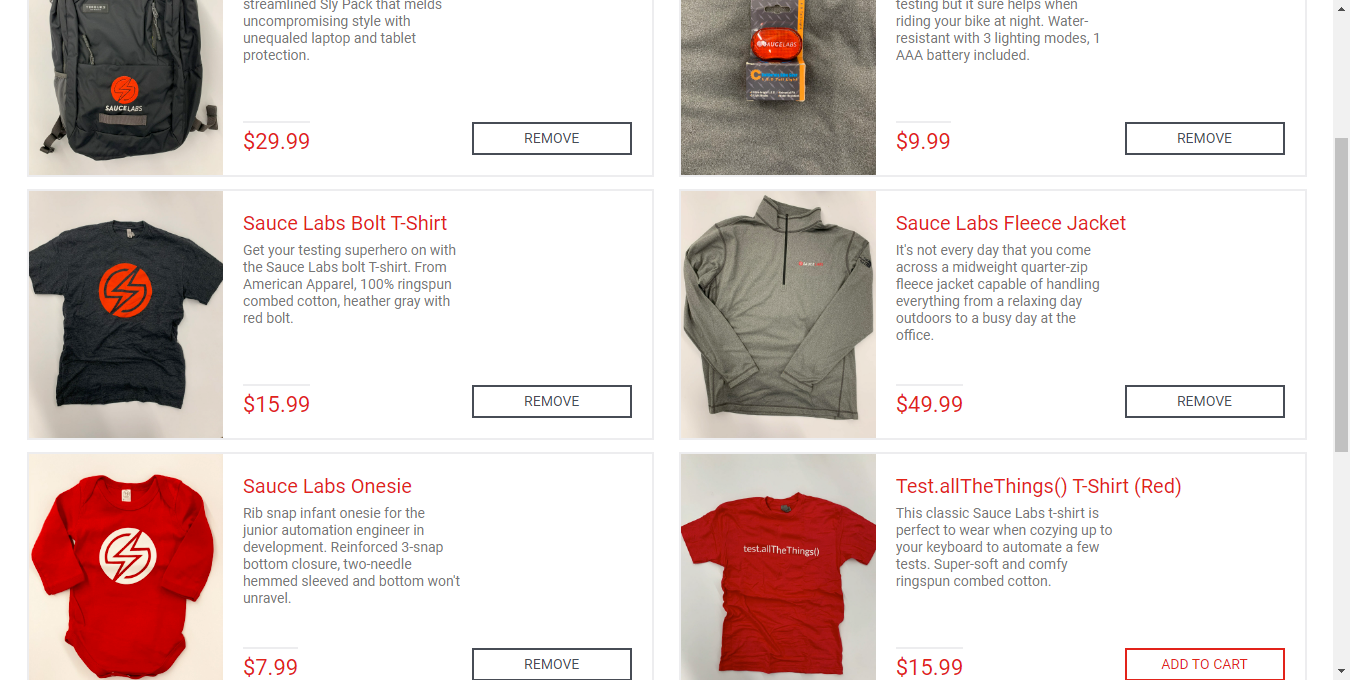 streamlined Sly Pack that melds
uncompromising style with
unequaled laptop and tablet
protection.
SAUCE LABS
$29.99
REMOVE
testing but it sure helps when
riding your bike at night. Water-
resistant with 3 lighting modes, 1
AAA battery included.
SAUCE LABS
$9.99
REMOVE
Sauce Labs Bolt T-Shirt
Get your testing superhero on with
the Sauce Labs bolt T-shirt. From
American Apparel, 100% ringspun
combed cotton, heather gray with
red bolt.
$15.99
REMOVE
Sauce Labs Fleece Jacket
It's not every day that you come
across a midweight quarter-zip
fleece jacket capable of handling
everything from a relaxing day
outdoors to a busy day at the
office.
$49.99
REMOVE
Sauce Labs Onesie
Rib snap infant onesie for the
junior automation engineer in
development. Reinforced 3-snap
bottom closure, two-needle
hemmed sleeved and bottom won't
unravel.
$7.99
REMOVE
test.allTheThings()
Test.allTheThings() T-Shirt (Red)
This classic Sauce Labs t-shirt is
perfect to wear when cozying up to
your keyboard to automate a few
tests. Super-soft and comfy
ringspun combed cotton.
$15.99
ADD TO CART